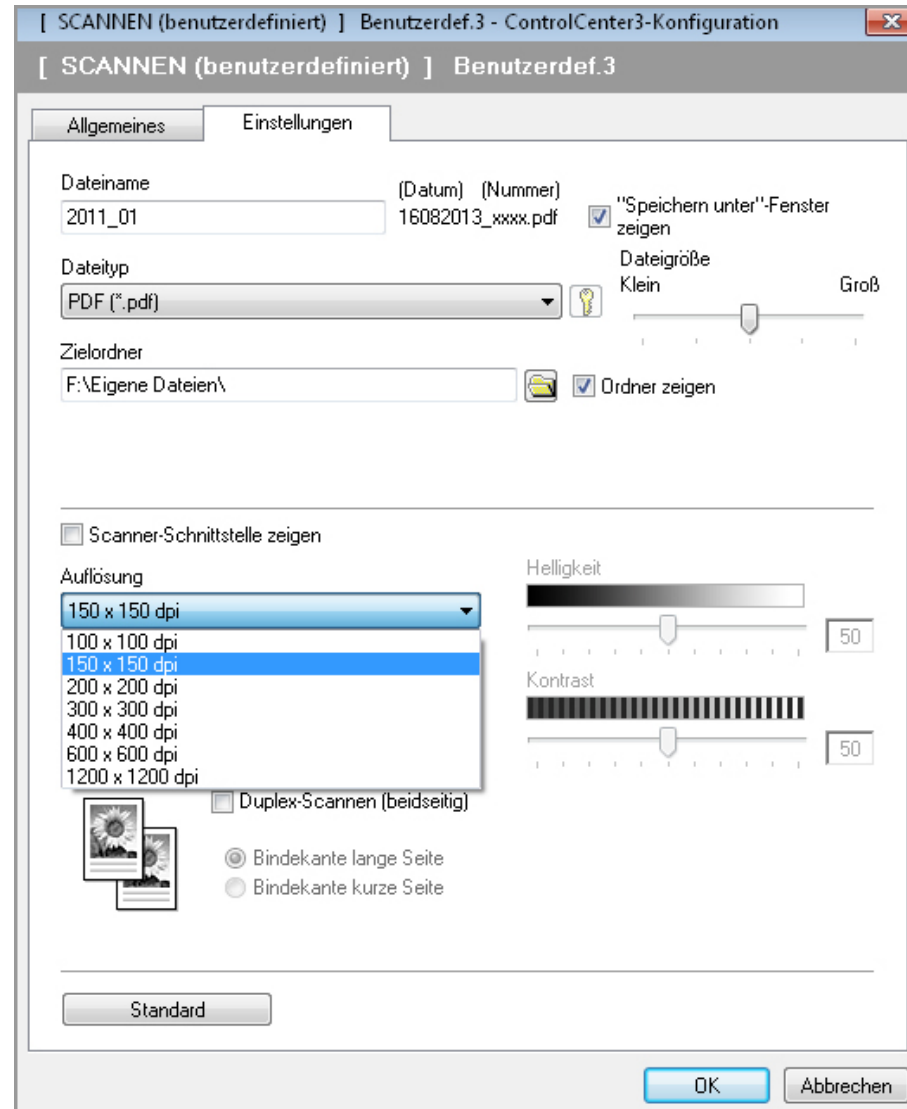 [ SCANNEN (benutzerdefiniert) ] Benutzerdef.3 - ControlCenter3-Konfiguration
[ SCANNEN (benutzerdefiniert) ] Benutzerdef.3
Allgemeines
Einstellungen
Dateiname
(Datum) (Nummer)
2011_01
16082013_xxxx.pdf
"Speichern unter"-Fenster
zeigen
Dateityp
Dateigröße
Klein
Groß
PDF (*.pdf)
Zielordner
F:\Eigene Dateien\
Ordner zeigen
Scanner-Schnittstelle zeigen
Auflösung
Helligkeit
150 x 150 dpi
50
100 x 100 dpi
150 x 150 dpi
200 x 200 dpi
Kontrast
300 x 300 dpi
400 x 400 dpi
50
600 x 600 dpi
1200 x 1200 dpi
Duplex-Scannen (beidseitig)
Bindekante lange Seite
Bindekante kurze Seite
Standard
OK
Abbrechen